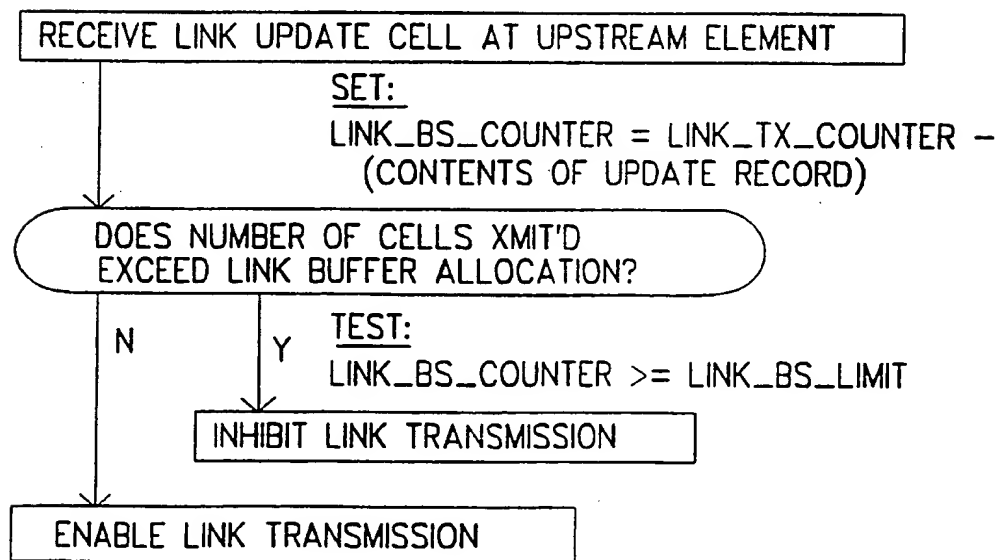 RECEIVE LINK UPDATE CELL AT UPSTREAM ELEMENT
SET:
LINK_BS_COUNTER = LINK_TX_COUNTER –
(CONTENTS OF UPDATE RECORD)
DOES NUMBER OF CELLS XMIT'D
EXCEED LINK BUFFER ALLOCATION?
N
Y
TEST:
LINK_BS_COUNTER >= LINK_BS_LIMIT
INHIBIT LINK TRANSMISSION
ENABLE LINK TRANSMISSION